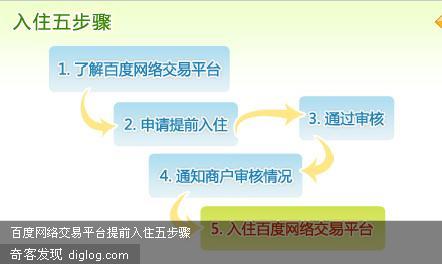 入住五步骤
1. 了解百度网络交易平台
2. 申请提前入住
3. 通过审核
4. 通知商户审核情况
5. 入住百度网络交易平台
百度网络交易平台提前入住五步骤
奇客发现 diglog.com